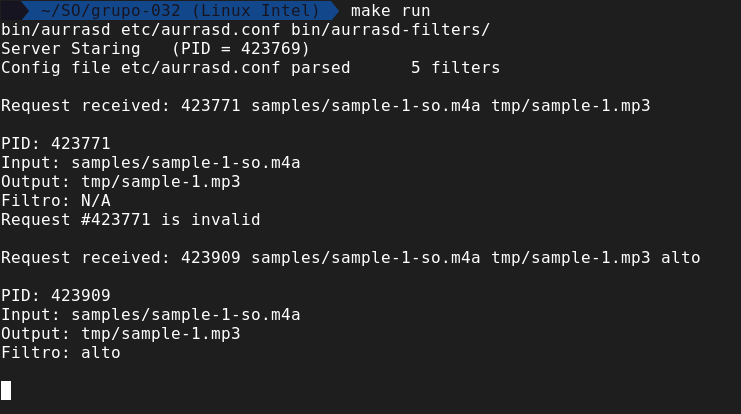 ~/SO/grupo-032 (Linux Intel) make run
bin/aurrasd etc/aurrasd.conf bin/aurrasd-filters/
Server Staring   (PID = 423769)
Config file etc/aurrasd.conf parsed      5 filters
Request received: 423771 samples/sample-1-so.m4a tmp/sample-1.mp3
PID: 423771
Input: samples/sample-1-so.m4a
Output: tmp/sample-1.mp3
Filtro: N/A
Request #423771 is invalid
Request received: 423909 samples/sample-1-so.m4a tmp/sample-1.mp3 alto
PID: 423909
Input: samples/sample-1-so.m4a
Output: tmp/sample-1.mp3
Filtro: alto